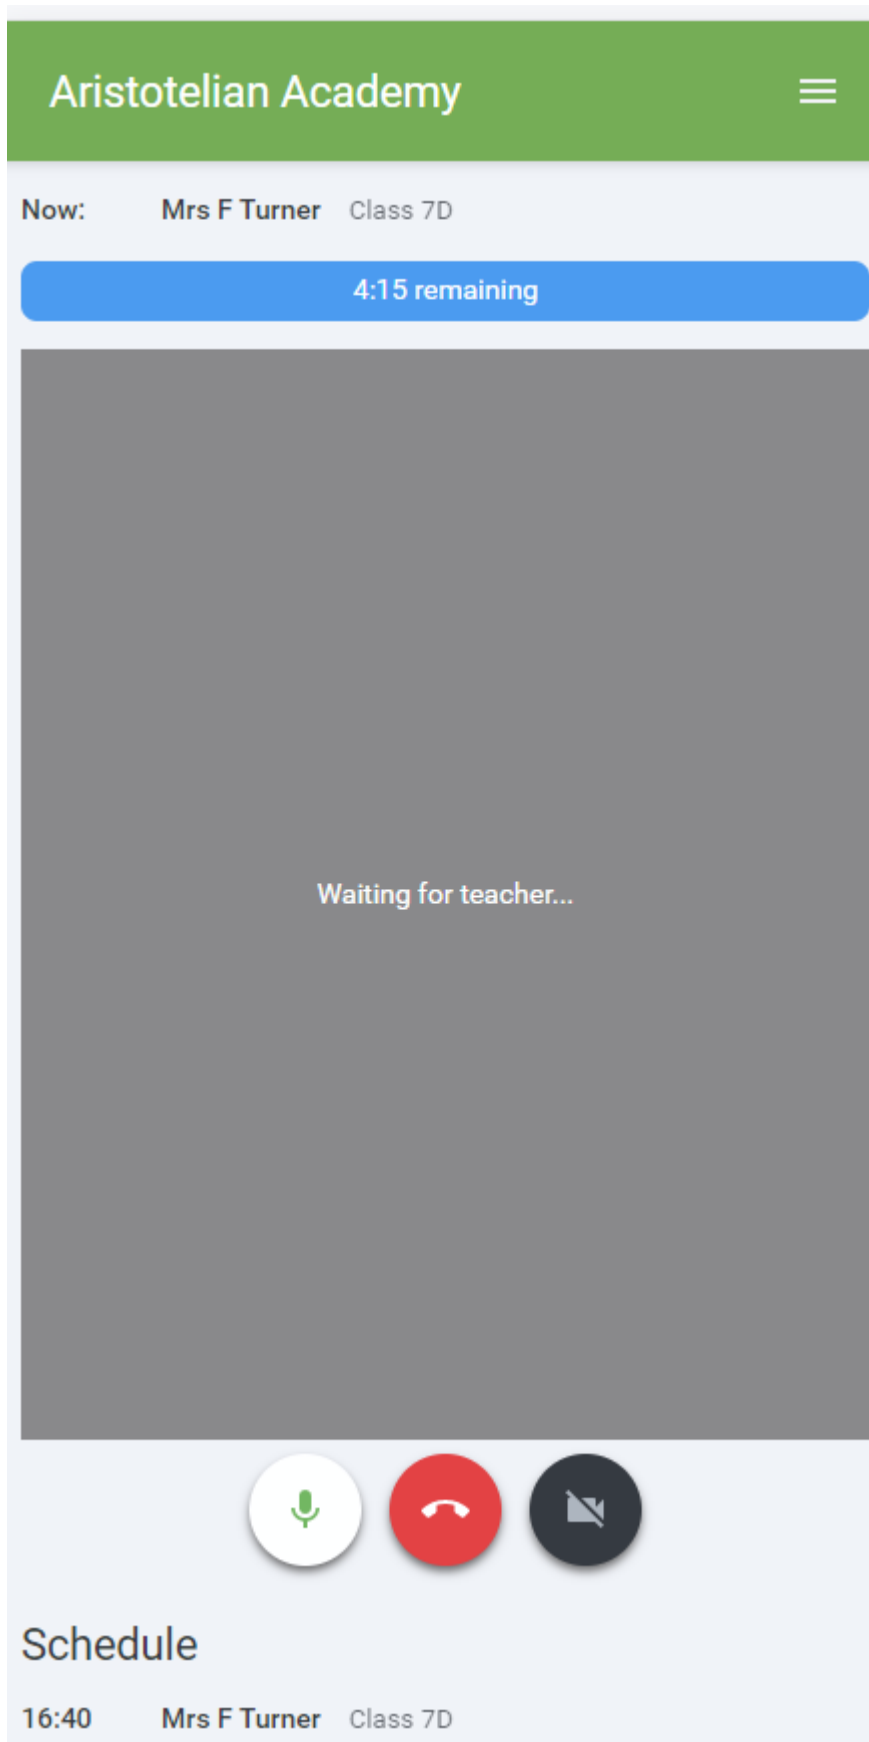 Aristotelian Academy
Now: Mrs F Turner Class 7D
4:15 remaining
Waiting for teacher...
Schedule
16:40 Mrs F Turner Class 7D